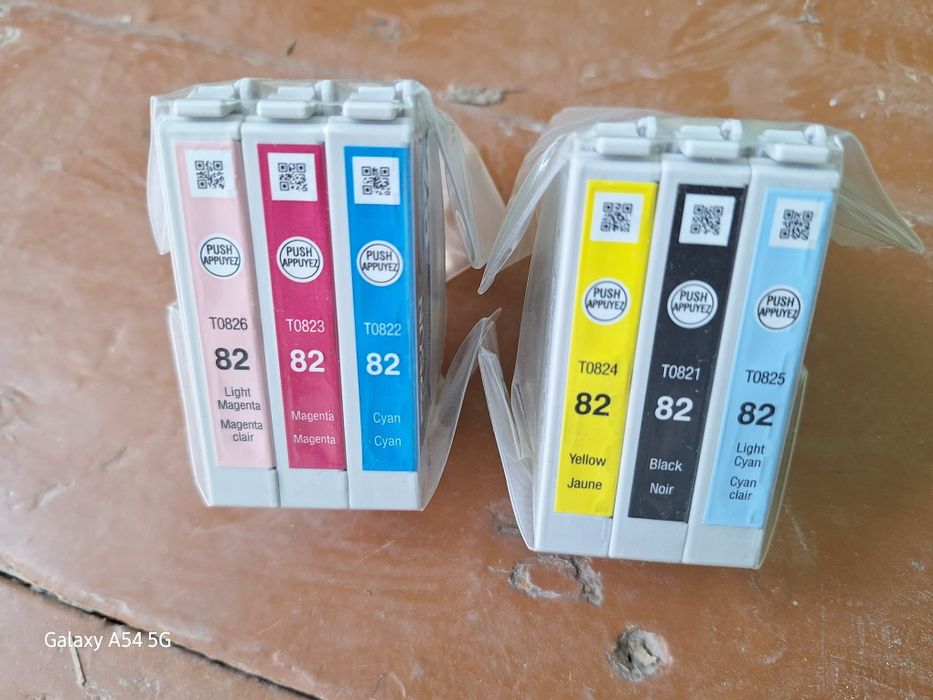 PUSH
APPUYEZ
T0826
82
Light
Magenta
Magenta
clair
PUSH
APPUYEZ
T0823
82
Magenta
Magenta
PUSH
APPUYEZ
T0822
82
Cyan
Cyan
PUSH
APPUYEZ
T0824
82
Yellow
Jaune
PUSH
APPUYEZ
T0821
82
Black
Noir
PUSH
APPUYEZ
T0825
82
Light
Cyan
Cyan
clair
Galaxy A54 5G